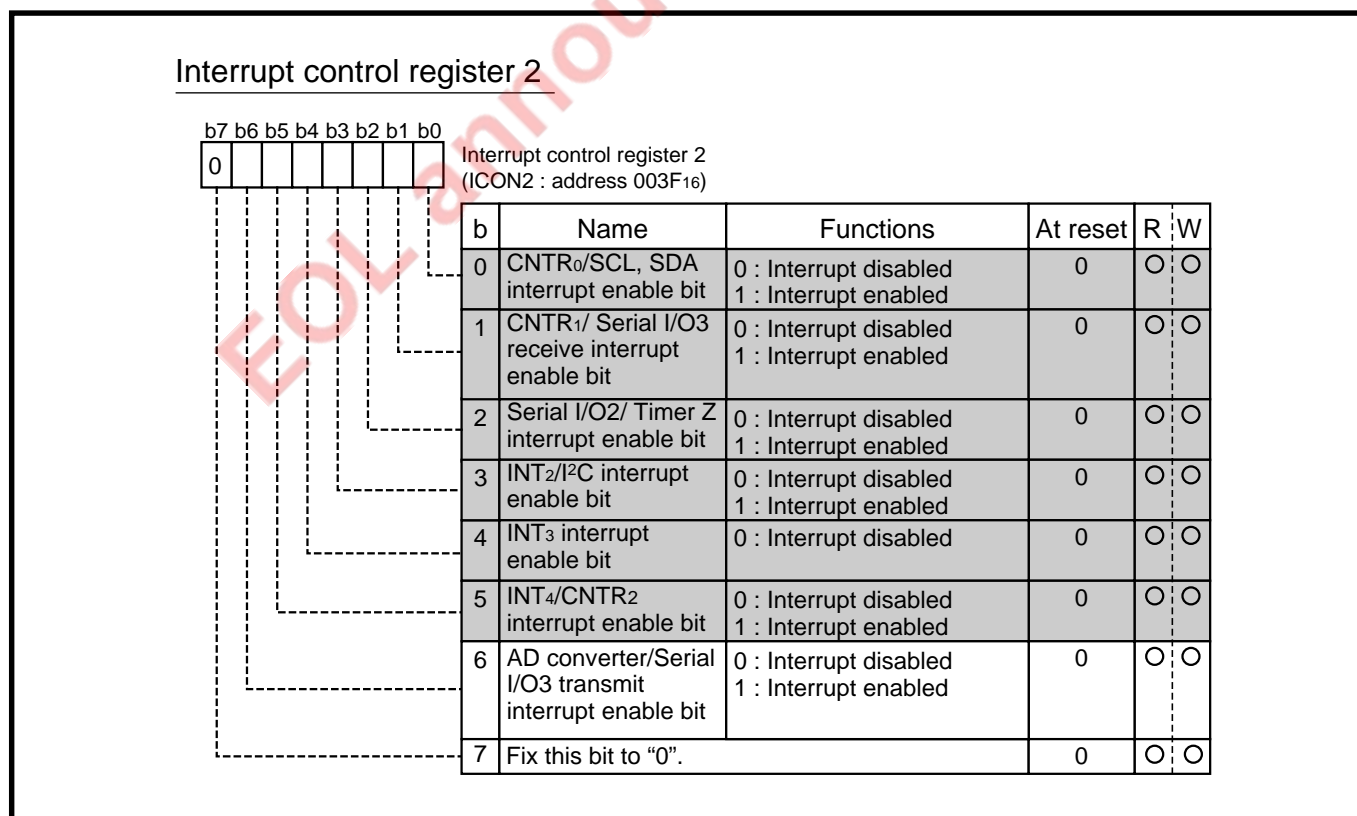 EOL annou
Interrupt control register 2
b7 b6 b5 b4 b3 b2 b1 b0
0
Interrupt control register 2
(ICON2 : address 003F16)
b Name Functions At reset R W
0 CNTR0/SCL, SDA interrupt enable bit 0 : Interrupt disabled 1 : Interrupt enabled 0 O O
1 CNTR1/ Serial I/O3 receive interrupt enable bit 0 : Interrupt disabled 1 : Interrupt enabled 0 O O
2 Serial I/O2/ Timer Z interrupt enable bit 0 : Interrupt disabled 1 : Interrupt enabled 0 O O
3 INT2/I2C interrupt enable bit 0 : Interrupt disabled 1 : Interrupt enabled 0 O O
4 INT3 interrupt enable bit 0 : Interrupt disabled 0 O O
5 INT4/CNTR2 interrupt enable bit 0 : Interrupt disabled 1 : Interrupt enabled 0 O O
6 AD converter/Serial I/O3 transmit interrupt enable bit 0 : Interrupt disabled 1 : Interrupt enabled 0 O O
7 Fix this bit to “0”. 0 O O